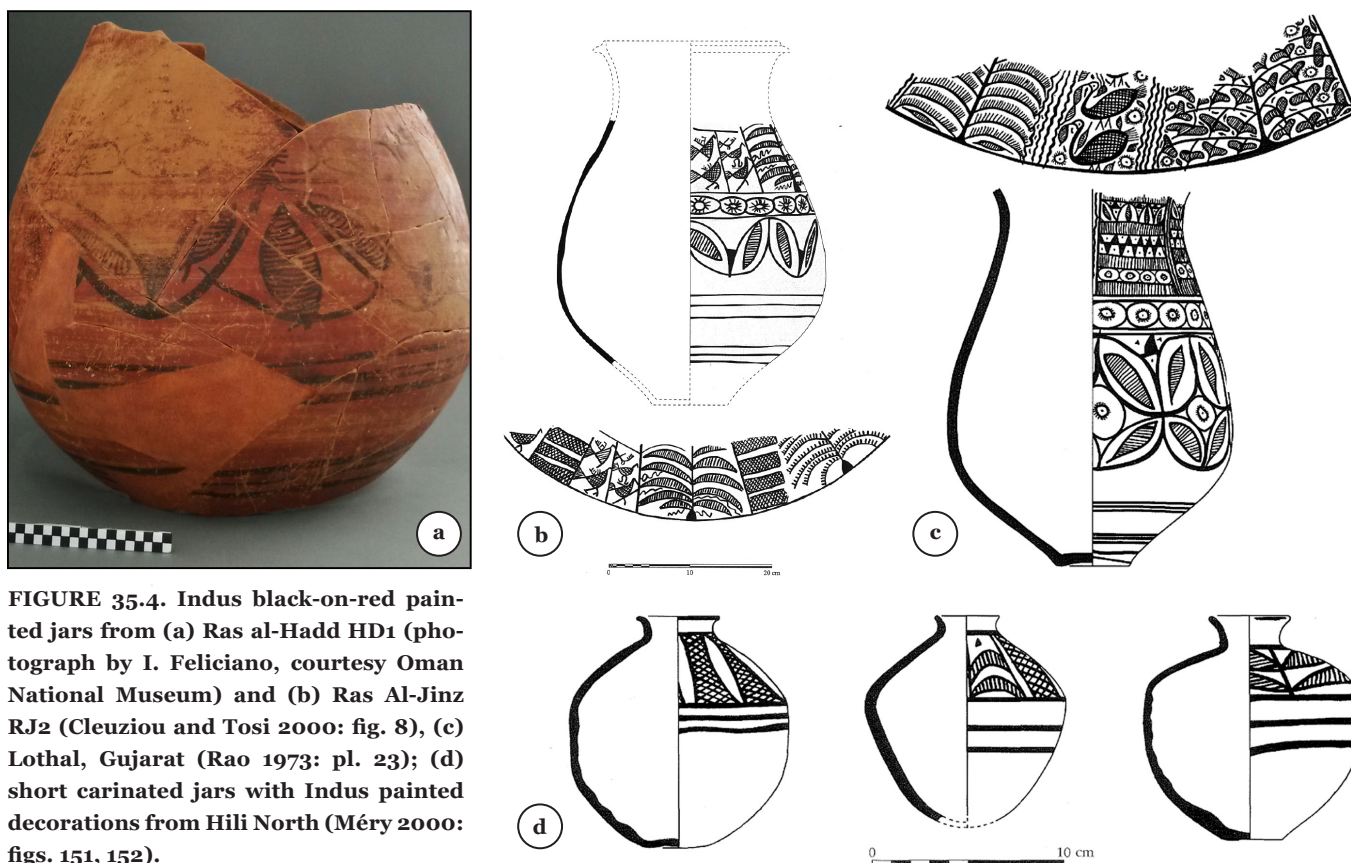 a
b
c
0 10 20 cm
FIGURE 35.4. Indus black-on-red pain-
ted jars from (a) Ras al-Hadd HD1 (pho-
tograph by I. Feliciano, courtesy Oman
National Museum) and (b) Ras Al-Jinz
RJ2 (Cleuziou and Tosi 2000: fig. 8), (c)
Lothal, Gujarat (Rao 1973: pl. 23); (d)
short carinated jars with Indus painted
decorations from Hili North (Méry 2000:
figs. 151, 152).
d
0 10 cm